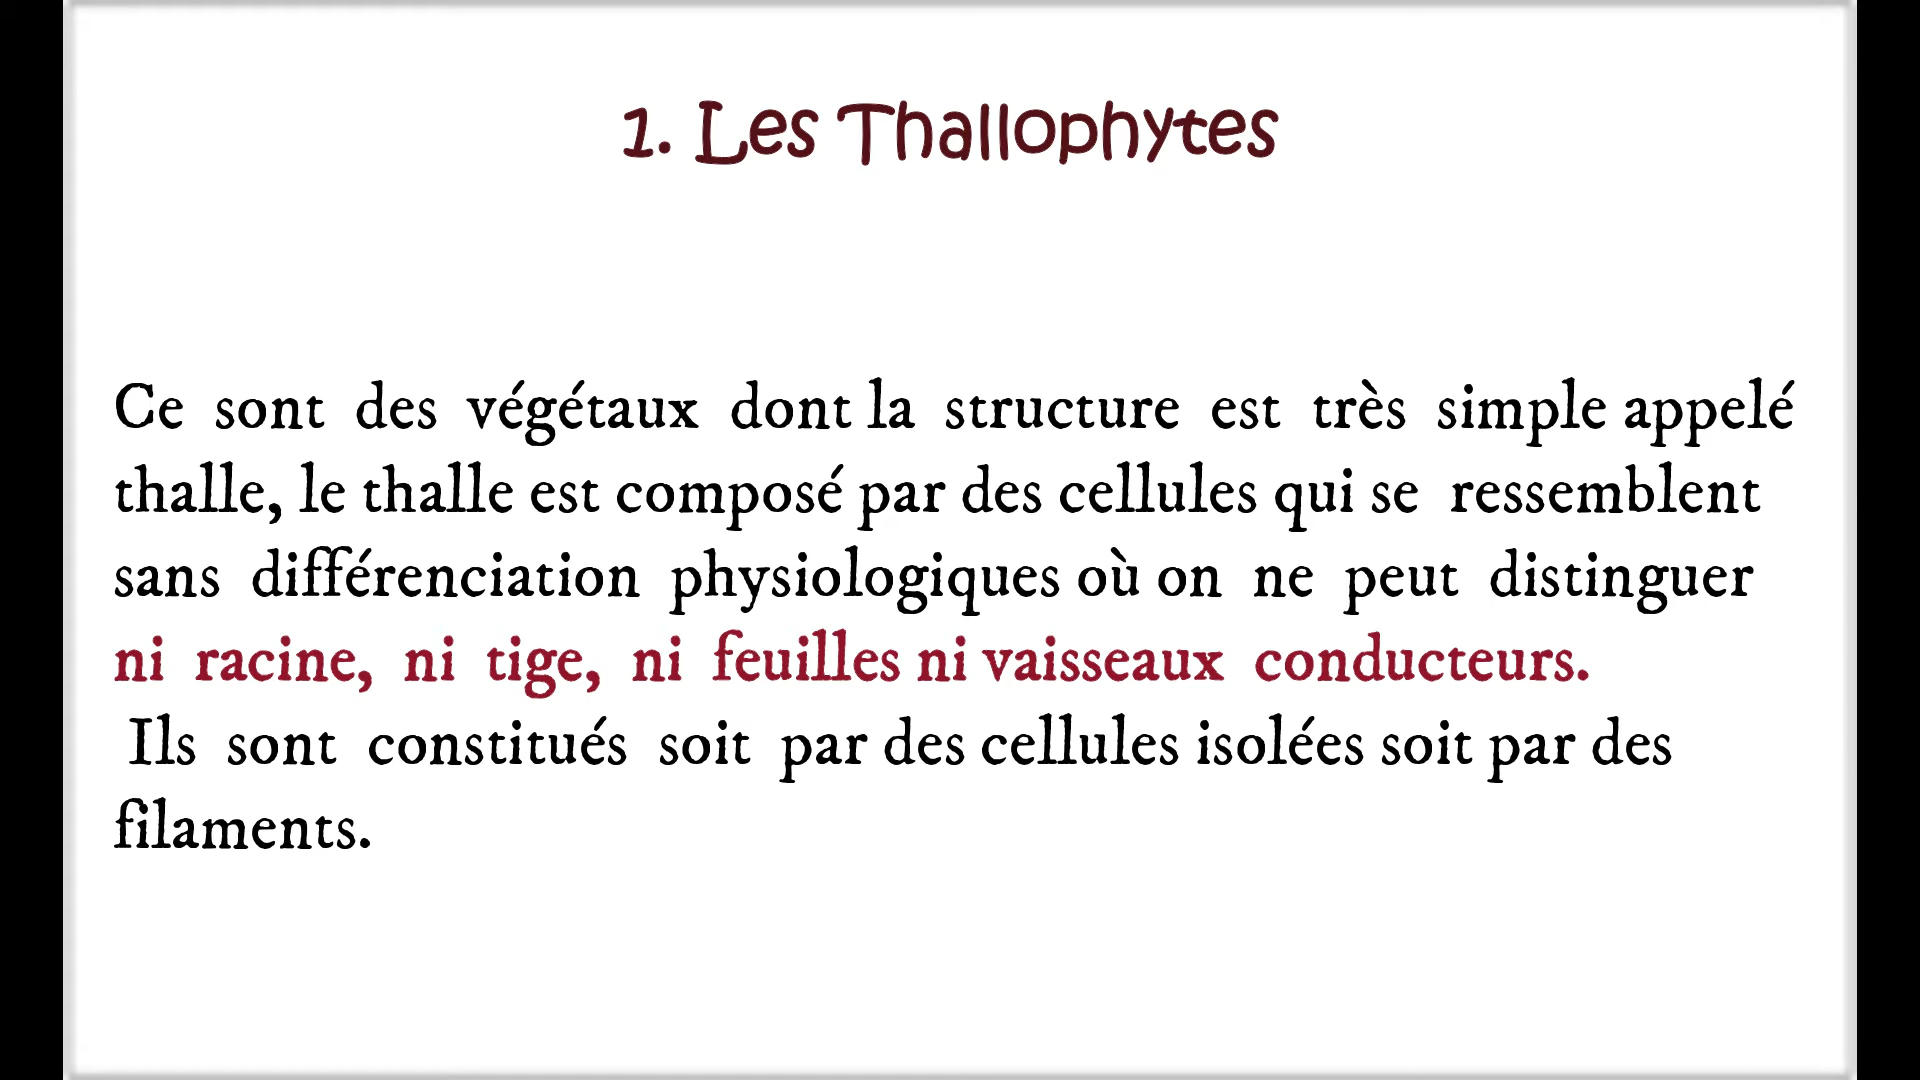 1. Les Thallophytes
Ce sont des végétaux dont la structure est très simple appelé
thalle, le thalle est composé par des cellules qui se ressemblent
sans différenciation physiologiques où on ne peut distinguer
ni racine, ni tige, ni feuilles ni vaisseaux conducteurs.
Ils sont constitués soit par des cellules isolées soit par des
filaments.